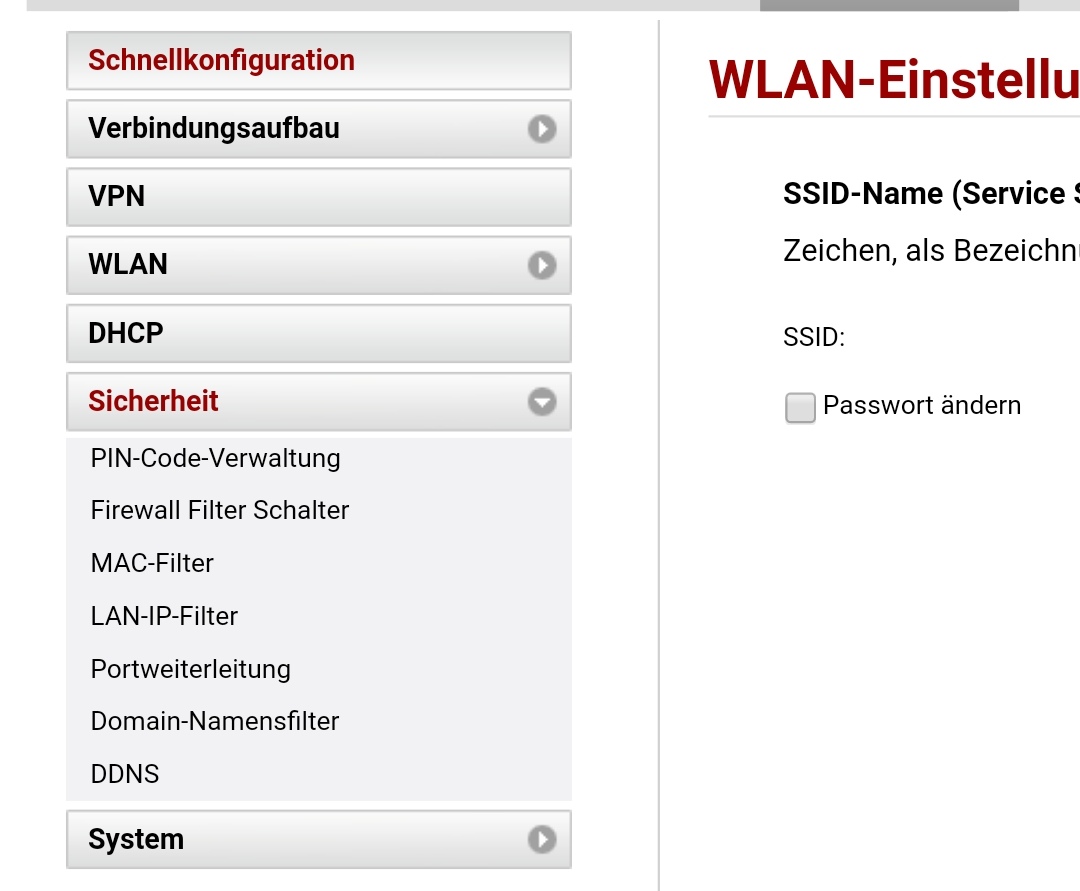 Schnellkonfiguration
Verbindungsaufbau
VPN
WLAN
DHCP
Sicherheit
PIN-Code-Verwaltung
Firewall Filter Schalter
MAC-Filter
LAN-IP-Filter
Portweiterleitung
Domain-Namensfilter
DDNS
System
WLAN-Einstellu
SSID-Name (Service
Zeichen, als Bezeichn
SSID:
Passwort ändern